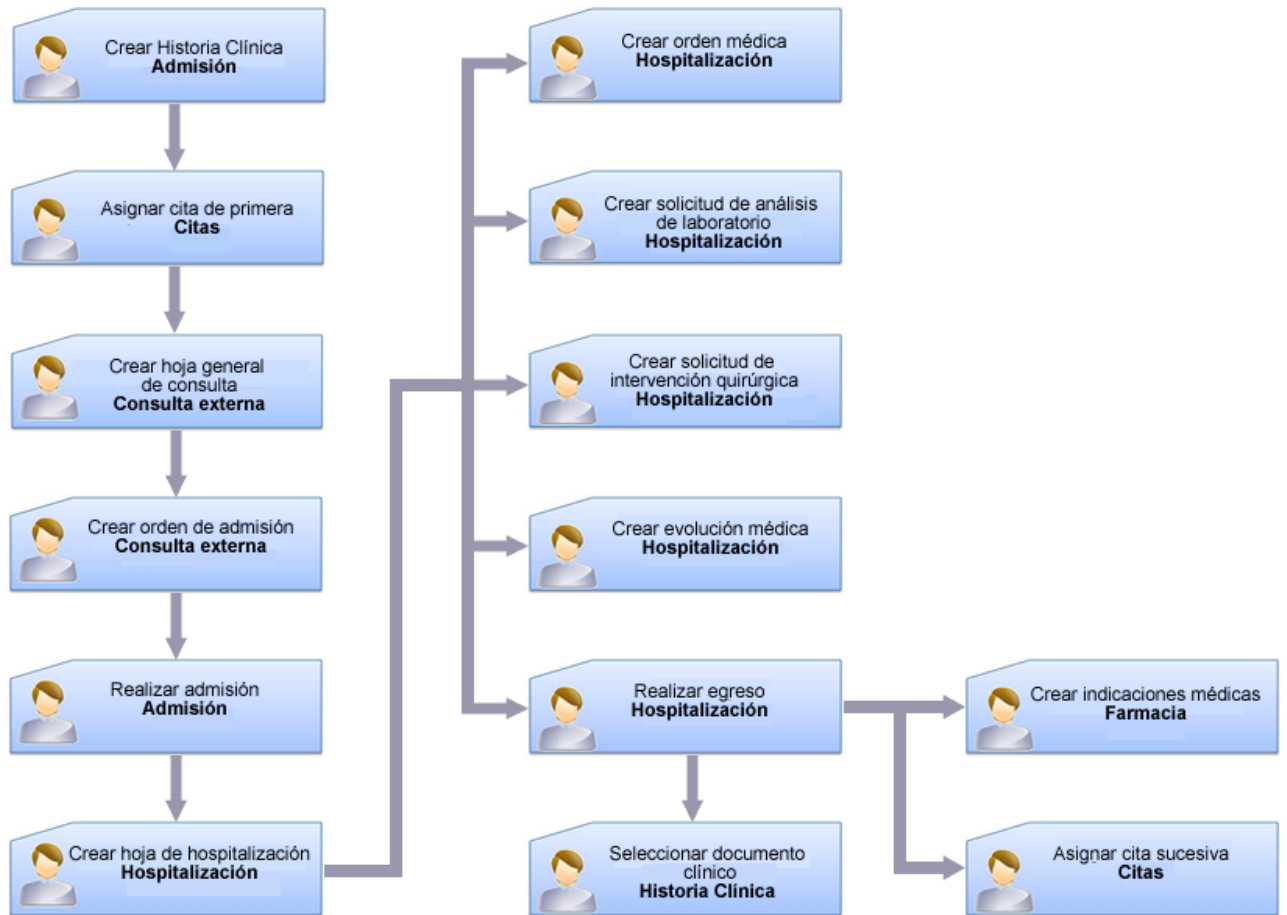 Crear Historia Clínica
Admisión
Asignar cita de primera
Citas
Crear hoja general
de consulta
Consulta externa
Crear orden de admisión
Consulta externa
Realizar admisión
Admisión
Crear hoja de hospitalización
Hospitalización
Crear orden médica
Hospitalización
Crear solicitud de análisis
de laboratorio
Hospitalización
Crear solicitud de
intervención quirúrgica
Hospitalización
Crear evolución médica
Hospitalización
Realizar egreso
Hospitalización
Seleccionar documento
clínico
Historia Clínica
Crear indicaciones médicas
Farmacia
Asignar cita sucesiva
Citas